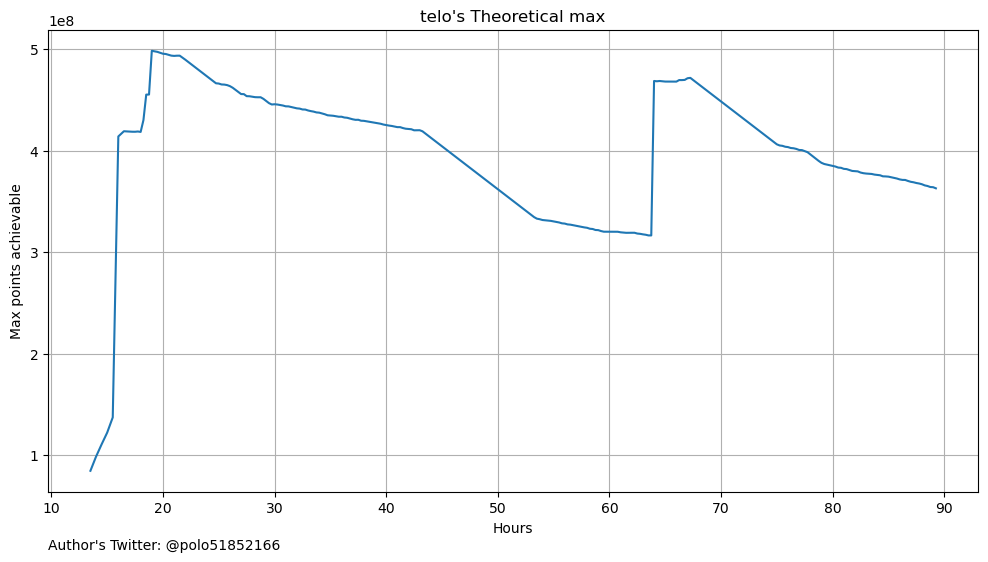 telo's Theoretical max
1e8
5
4
3
2
1
Max points achievable
10 20 30 40 50 60 70 80 90
Hours
Author's Twitter: @polo51852166